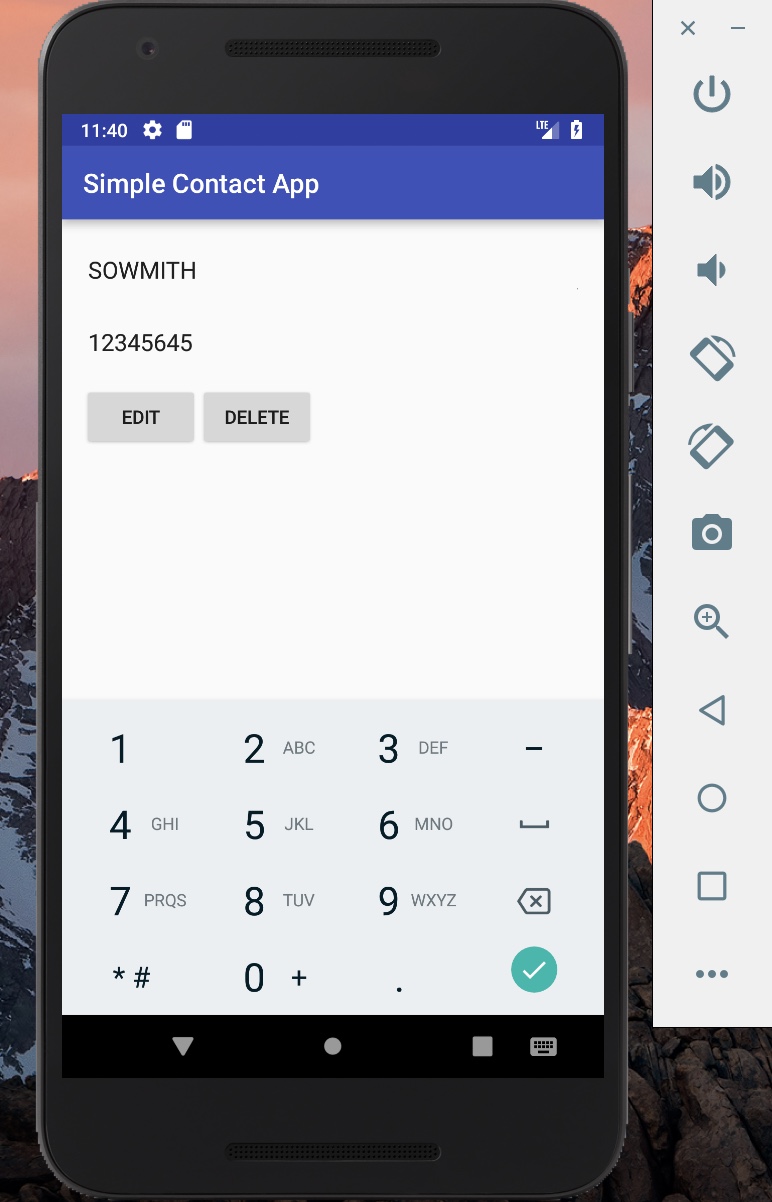 11:40 LTE
Simple Contact App
SOWMITH
12345645
EDIT DELETE
1 2 ABC 3 DEF -
4 GHI 5 JKL 6 MNO
7 PRQS 8 TUV 9 WXYZ
* # 0 + .